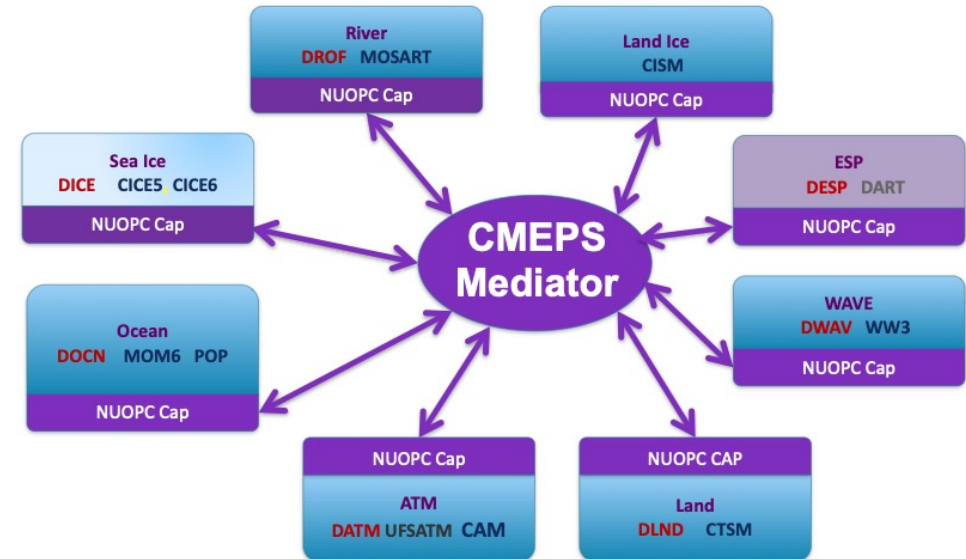 River
DROF MOSART
NUOPC Cap
Land Ice
CISM
NUOPC Cap
Sea Ice
DICE CICE5, CICE6
NUOPC Cap
ESP
DESP DART
NUOPC Cap
CMEPS
Mediator
Ocean
DOCN MOM6 POP
NUOPC Cap
WAVE
DWAV WW3
NUOPC Cap
NUOPC Cap
ATM
DATM UFSATM CAM
NUOPC CAP
Land
DLND CTSM